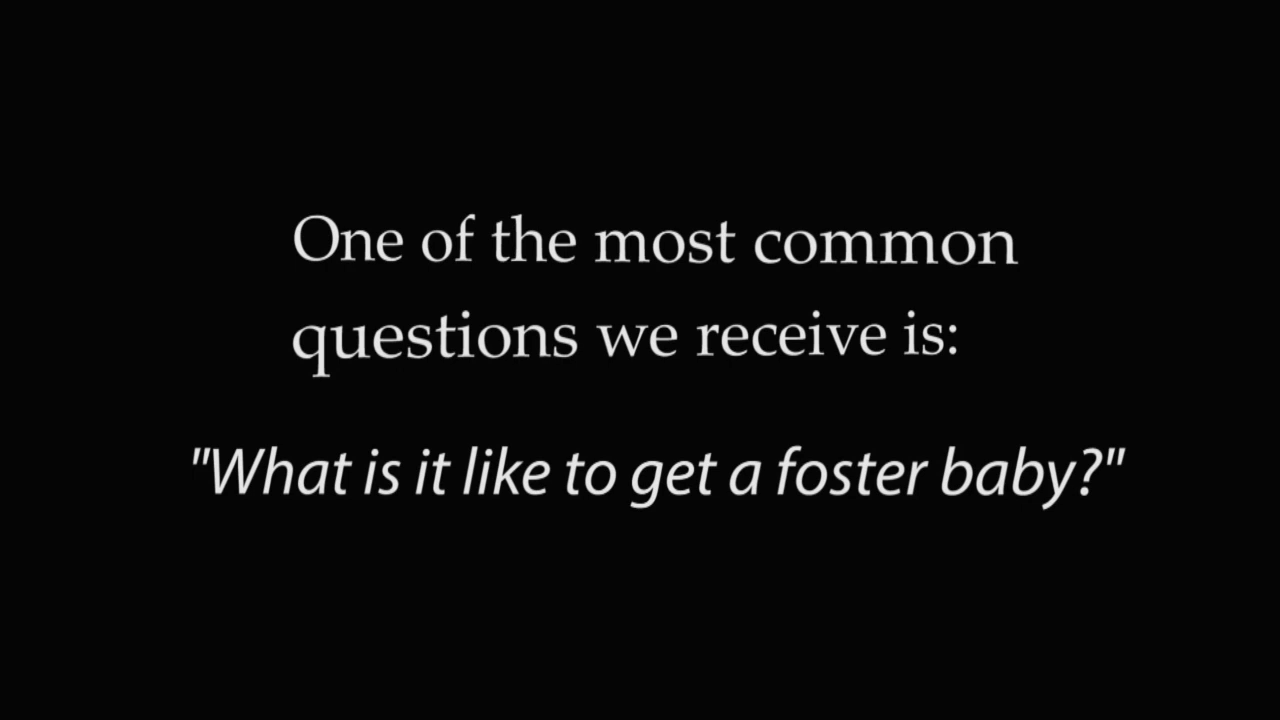 One of the most common
questions we receive is:
"What is it like to get a foster baby?"